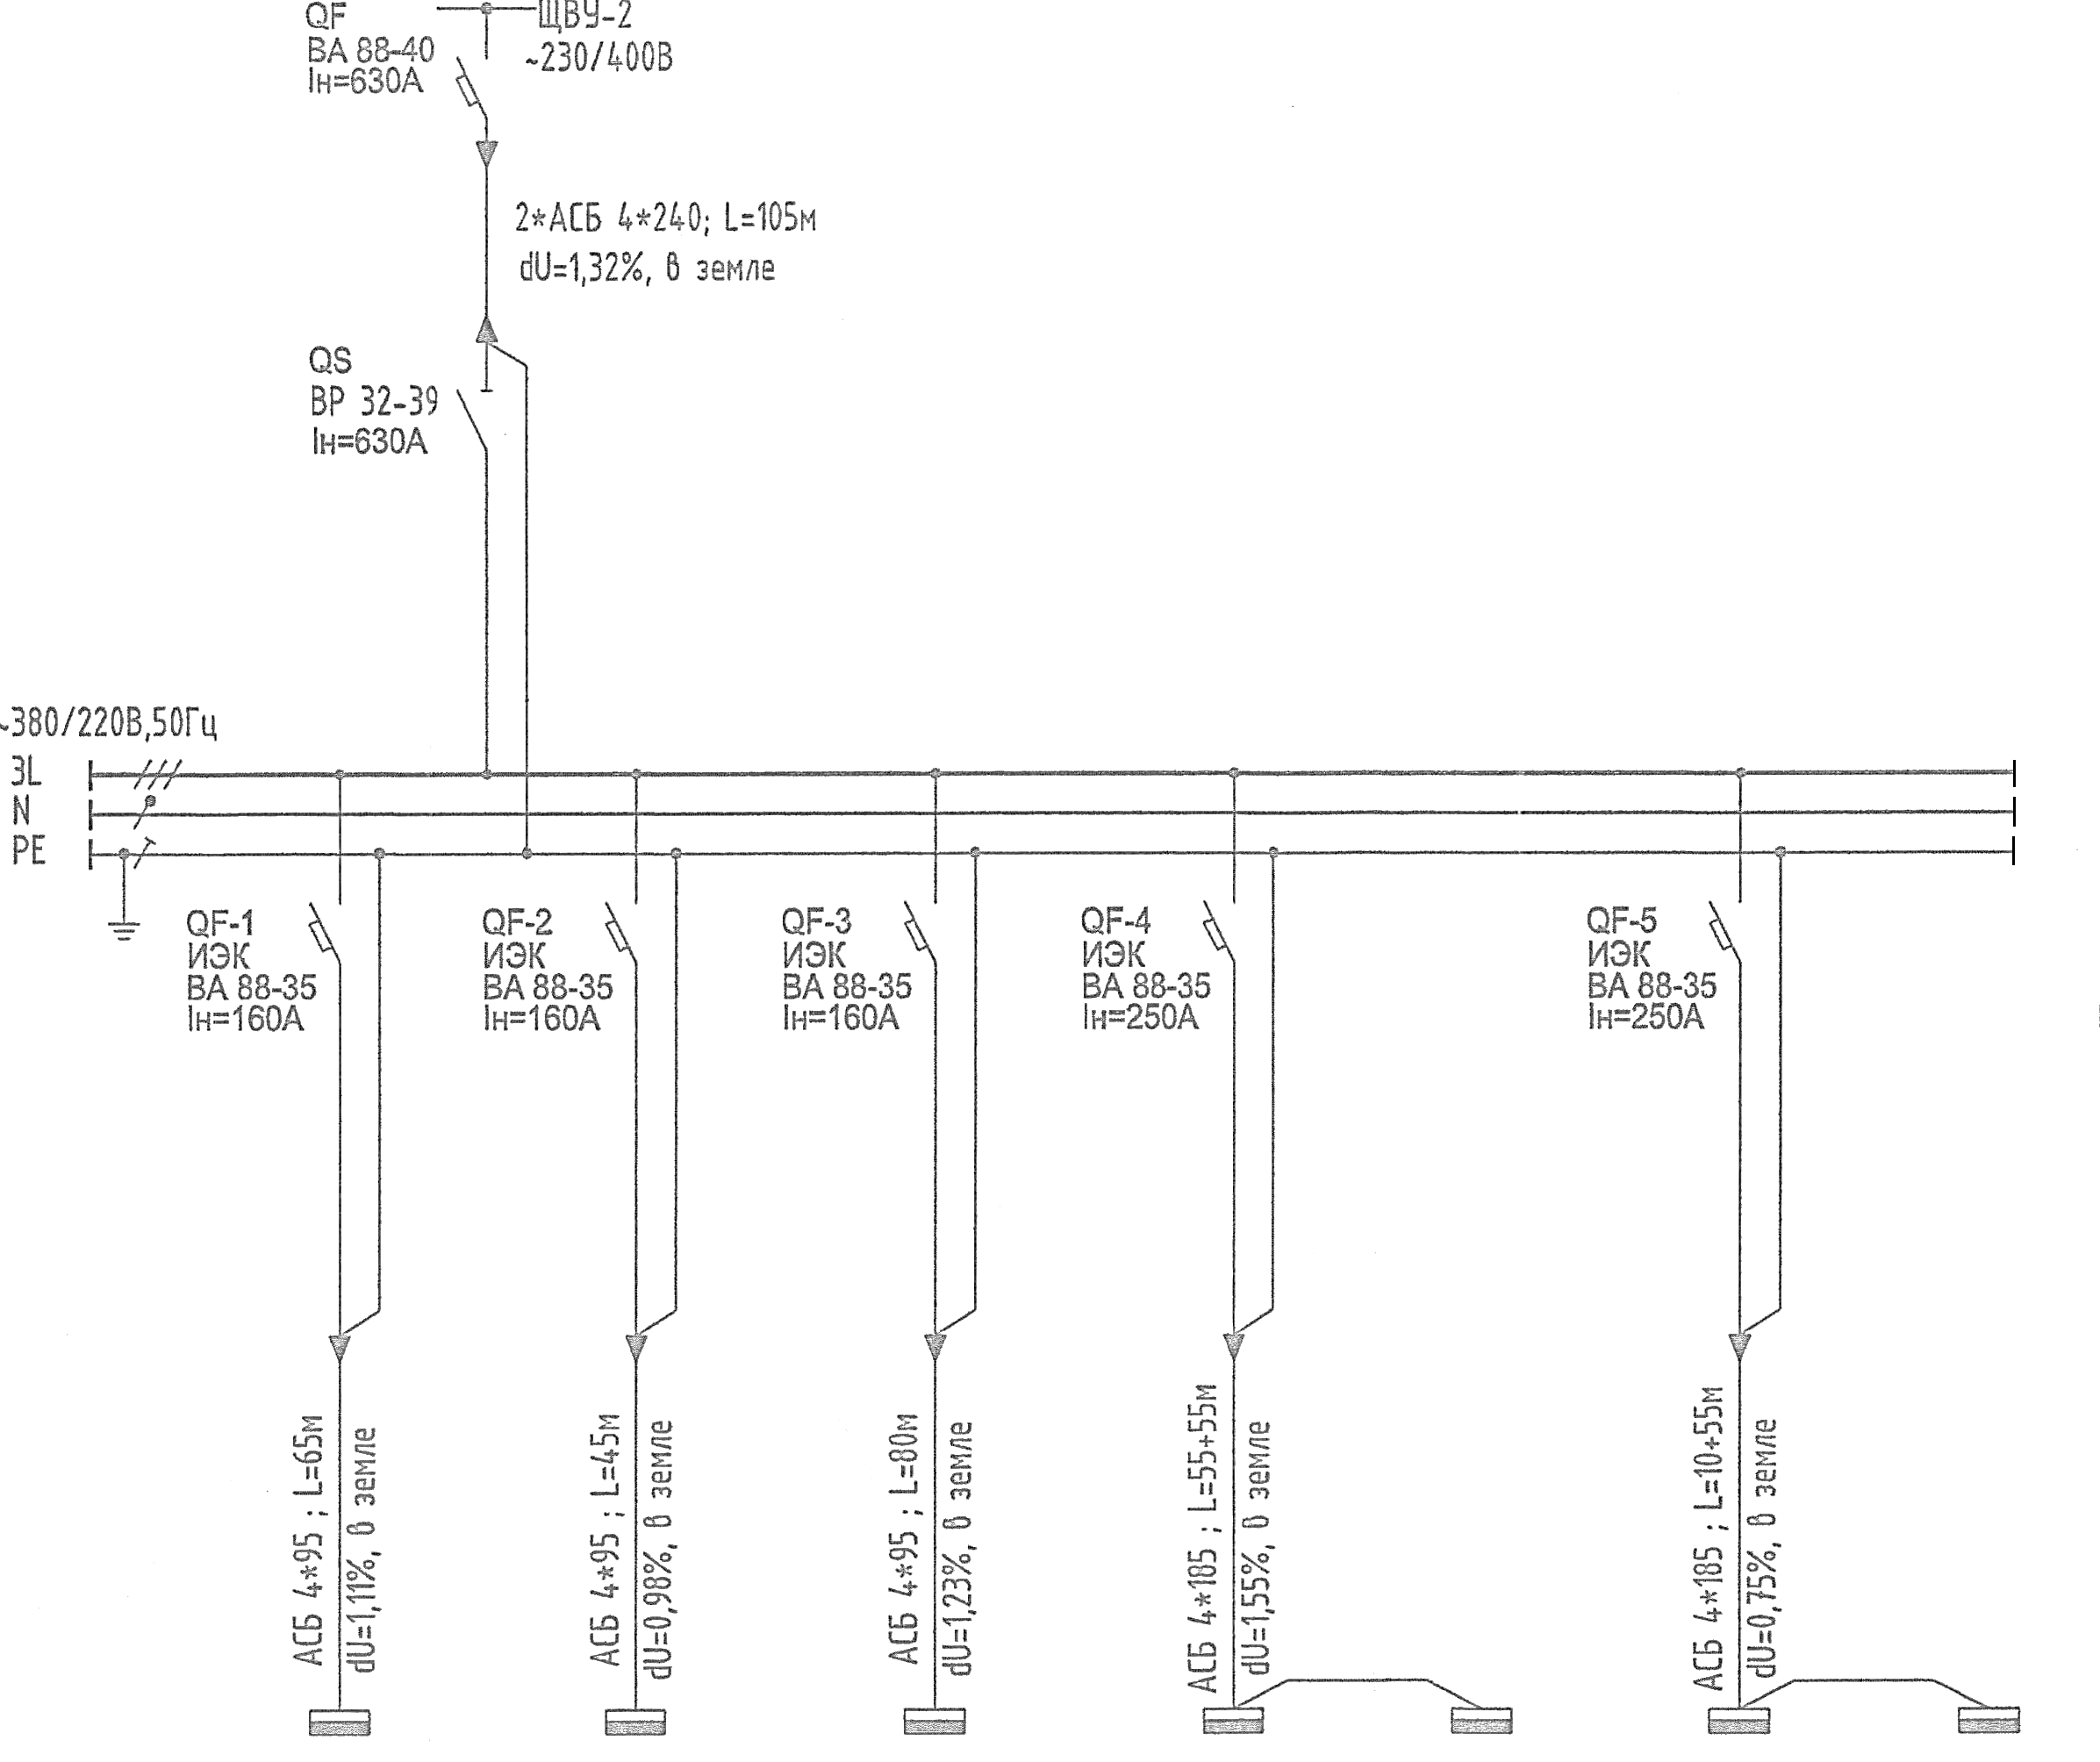 QF
ВА 88-40
Iн=630А
ЩВУ-2
~230/400В
2*АСБ 4*240; L=105м
dU=1,32%, в земле
QS
ВР 32-39
Iн=630А
~380/220В,50Гц
3L
N
PE
QF-1
ИЭК
ВА 88-35
Iн=160А
QF-2
ИЭК
ВА 88-35
Iн=160А
QF-3
ИЭК
ВА 88-35
Iн=160А
QF-4
ИЭК
ВА 88-35
Iн=250А
QF-5
ИЭК
ВА 88-35
Iн=250А
АСБ 4*95 ; L=65м
dU=1,11%, в земле
АСБ 4*95 ; L=45м
dU=0,98%, в земле
АСБ 4*95 ; L=80м
dU=1,23%, в земле
АСБ 4*185 ; L=55+55м
dU=1,55%, в земле
АСБ 4*185 ; L=10+55м
dU=0,75%, в земле